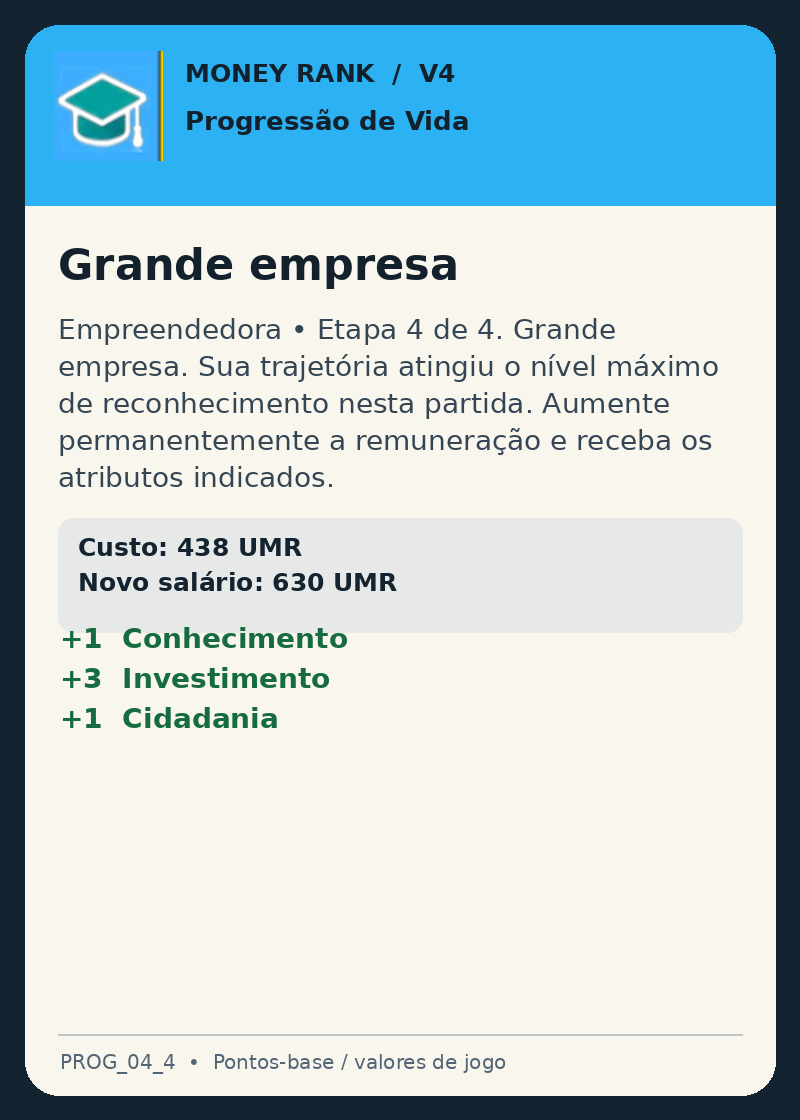 MONEY RANK / V4
Progressão de Vida
Grande empresa
Empreendedora • Etapa 4 de 4. Grande
empresa. Sua trajetória atingiu o nível máximo
de reconhecimento nesta partida. Aumente
permanentemente a remuneração e receba os
atributos indicados.
Custo: 438 UMR
Novo salário: 630 UMR
+1 Conhecimento
+3 Investimento
+1 Cidadania
PROG_04_4 • Pontos-base / valores de jogo